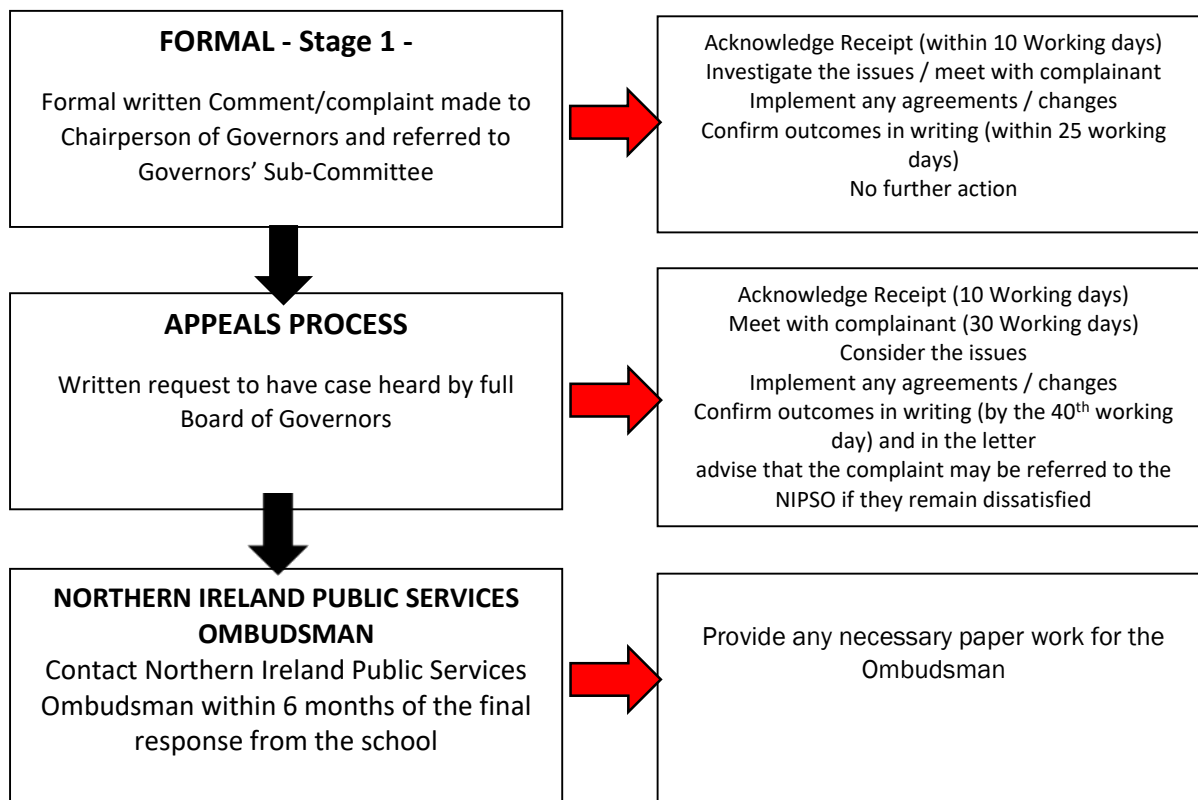 FORMAL - Stage 1 -
Formal written Comment/complaint made to
Chairperson of Governors and referred to
Governors’ Sub-Committee
Acknowledge Receipt (within 10 Working days)
Investigate the issues / meet with complainant
Implement any agreements / changes
Confirm outcomes in writing (within 25 working
days)
No further action
APPEALS PROCESS
Written request to have case heard by full
Board of Governors
Acknowledge Receipt (10 Working days)
Meet with complainant (30 Working days)
Consider the issues
Implement any agreements / changes
Confirm outcomes in writing (by the 40th working
day) and in the letter
advise that the complaint may be referred to the
NIPSO if they remain dissatisfied
NORTHERN IRELAND PUBLIC SERVICES
OMBUDSMAN
Contact Northern Ireland Public Services
Ombudsman within 6 months of the final
response from the school
Provide any necessary paper work for the
Ombudsman